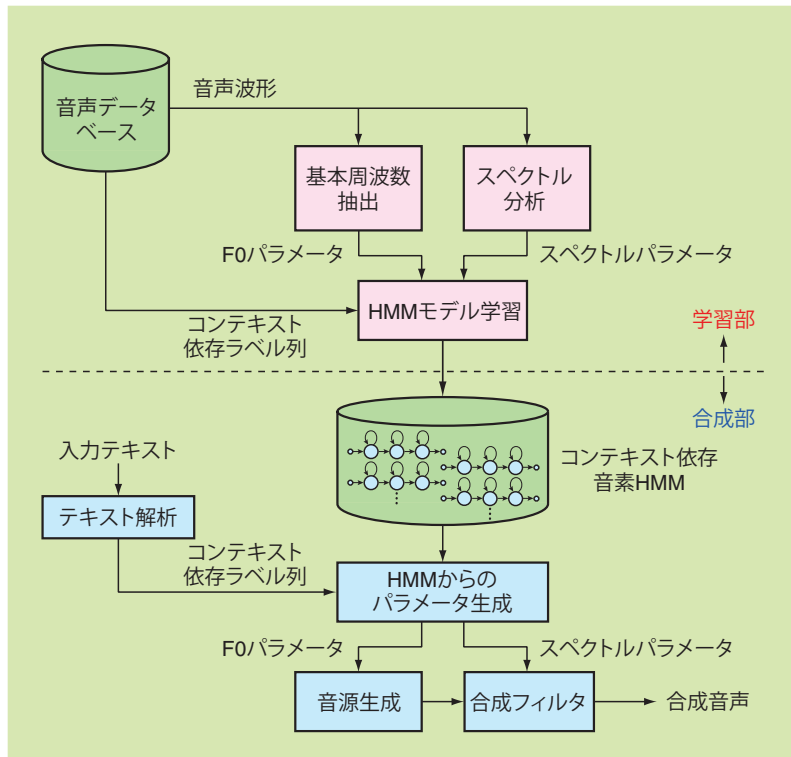 音声データ
ベース
音声波形
基本周波数
抽出
スペクトル
分析
F0パラメータ
スペクトルパラメータ
HMMモデル学習
コンテキスト
依存ラベル列
学習部
合成部
入力テキスト
コンテキスト依存
音素HMM
テキスト解析
コンテキスト
依存ラベル列
HMMからの
パラメータ生成
F0パラメータ
スペクトルパラメータ
音源生成
合成フィルタ
合成音声